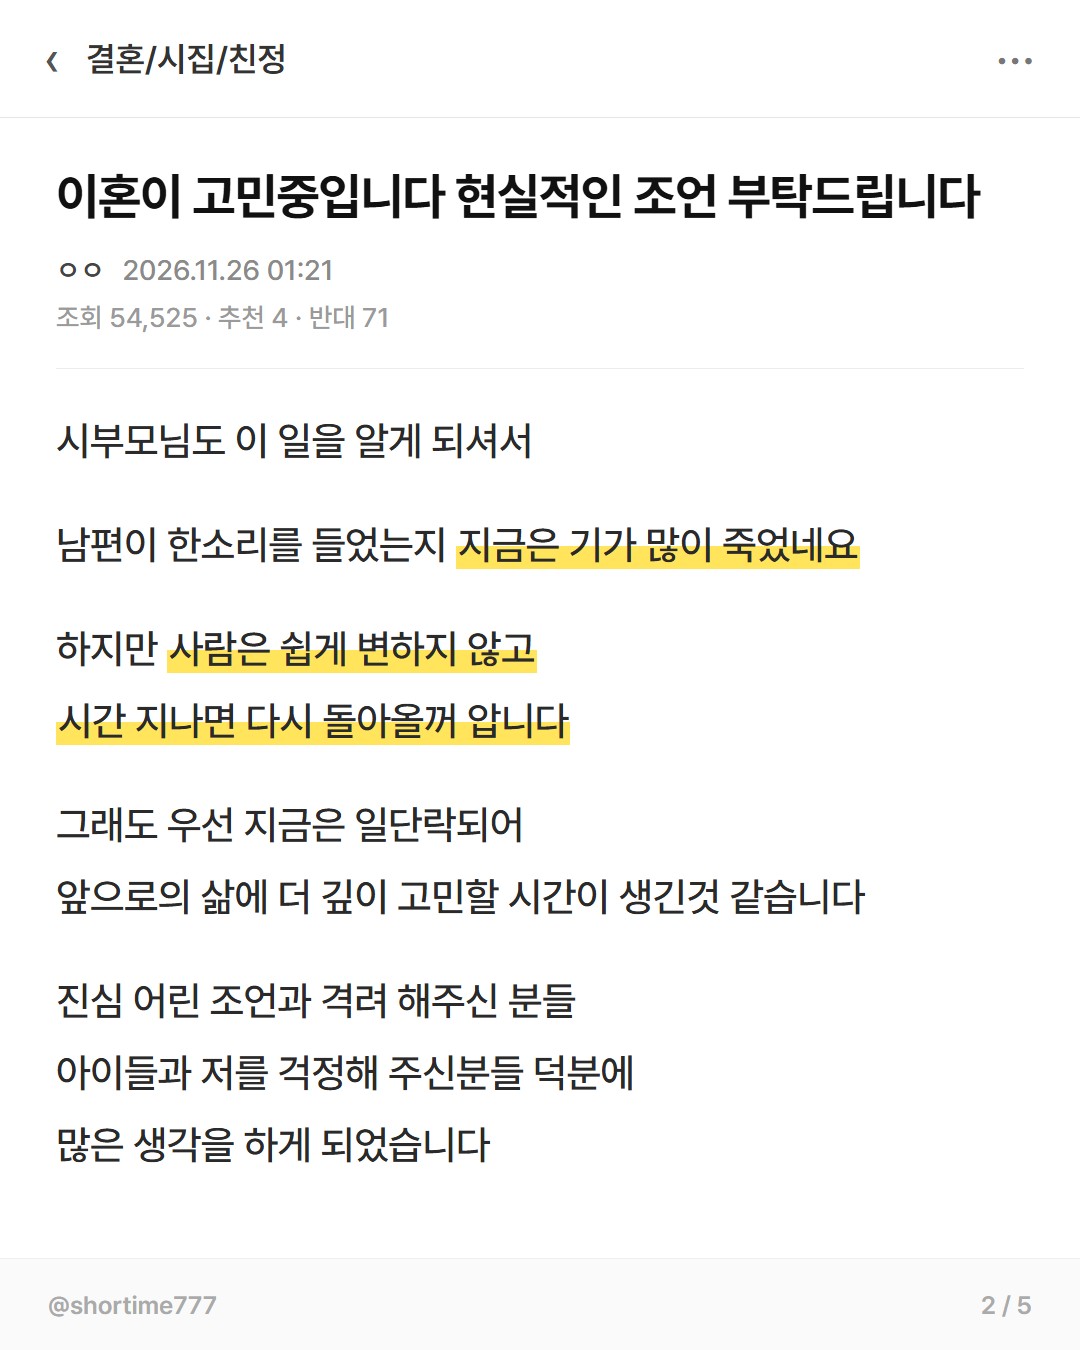 결혼/시집/친정
이혼이 고민중입니다 현실적인 조언 부탁드립니다
ㅇㅇ 2026.11.26 01:21
조회 54,525 · 추천 4 · 반대 71
시부모님도 이 일을 알게 되셔서
남편이 한소리를 들었는지 지금은 기가 많이 죽었네요
하지만 사람은 쉽게 변하지 않고
시간 지나면 다시 돌아올꺼 압니다
그래도 우선 지금은 일단락되어
앞으로의 삶에 더 깊이 고민할 시간이 생긴것 같습니다
진심 어린 조언과 격려 해주신 분들
아이들과 저를 걱정해 주신분들 덕분에
많은 생각을 하게 되었습니다
@shortime777
2 / 5